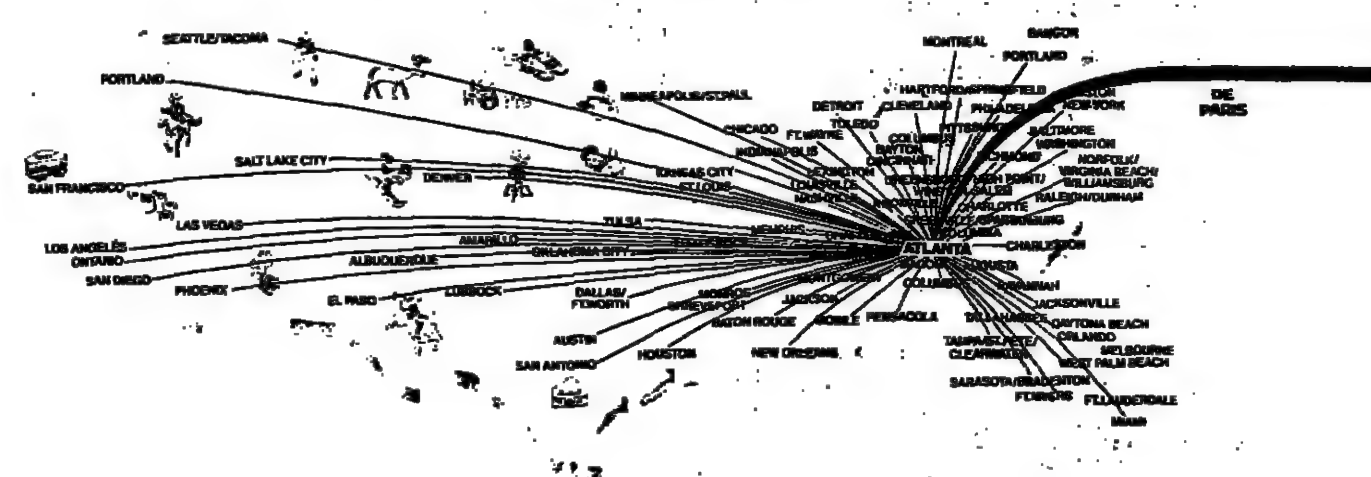 SEATTLE/TACOMA
PORTLAND
SALT LAKE CITY
SAN FRANCISCO
DENVER
LAS VEGAS
LOS ANGELES
ONTARIO
SAN DIEGO
PHOENIX
AMARILLO
ALBUQUERQUE
EL PASO
LUBBOCK
TULSA
OKLAHOMA CITY
DALLAS/
FT.WORTH
AUSTIN
SAN ANTONIO
HOUSTON
MONROE
SHREVEPORT
JACKSON
BATON ROUGE
NEW ORLEANS
MOBILE
PENSACOLA
MINNEAPOLIS/ST.PAUL
KANSAS CITY
ST.LOUIS
CHICAGO
INDIANAPOLIS
FT.WAYNE
LEXINGTON
LOUISVILLE
NASHVILLE
MEMPHIS
DETROIT
TOLEDO
CLEVELAND
COLUMBUS
DAYTON
CINCINNATI
MONTREAL
BANGOR
PORTLAND
HARTFORD/SPRINGFIELD
NEW YORK
BALTIMORE
WASHINGTON
NORFOLK/
VIRGINIA BEACH/
WILLIAMSBURG
RALEIGH/DURHAM
CHARLOTTE
DE
PARIS
ATLANTA
CHARLESTON
AUGUSTA
SAVANNAH
COLUMBUS
JACKSONVILLE
TALLAHASSEE
DAYTONA BEACH
ORLANDO
TAMPA/ST.PETE/
CLEARWATER
MELBOURNE
WEST PALM BEACH
SARASOTA/BRADENTON
FT.MYERS
FT.LAUDERDALE
MIAMI